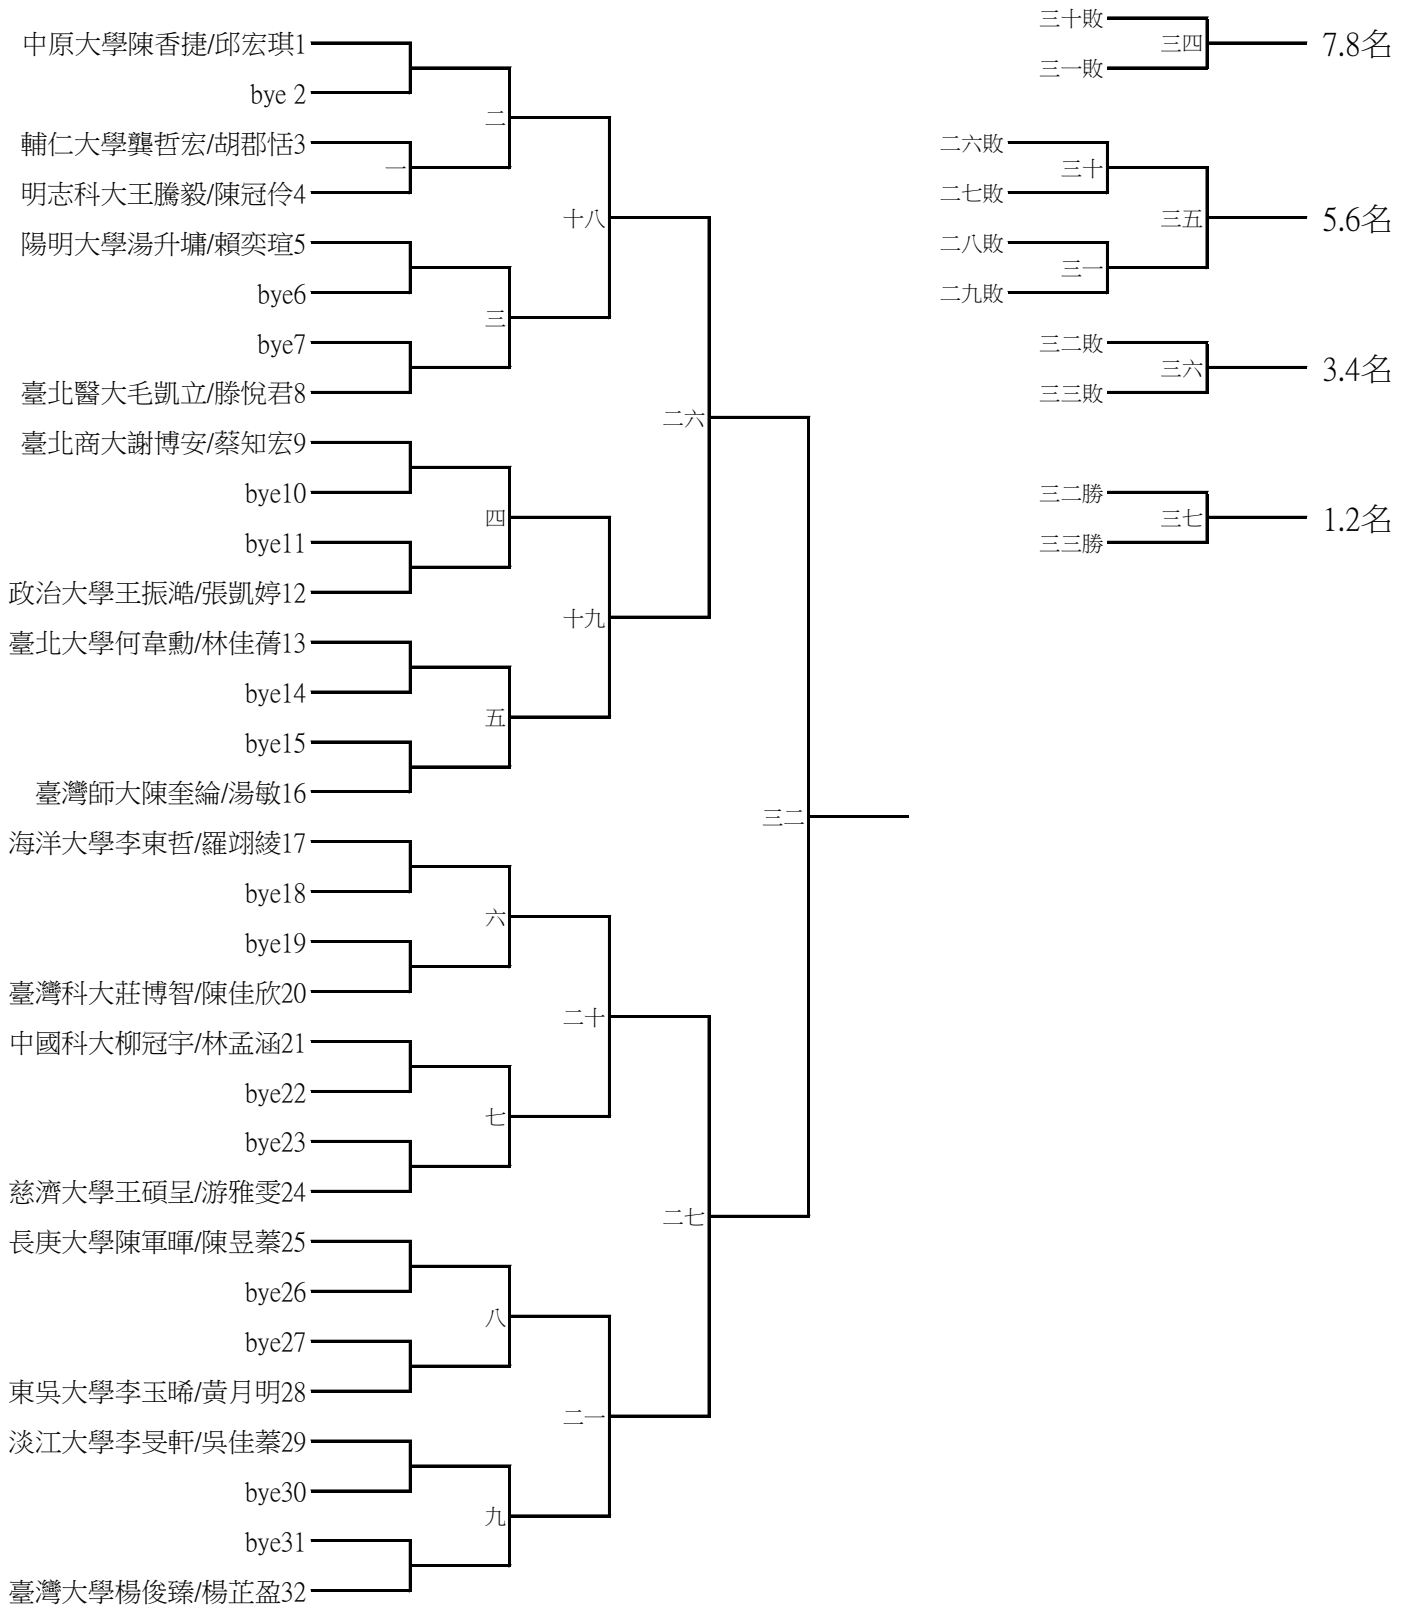 中原大學陳香捷/邱宏琪1
bye 2
輔仁大學龔哲宏/胡郡恬3
明志科大王騰毅/陳冠伶4
陽明大學湯升墉/賴奕瑄5
bye6
bye7
臺北醫大毛凱立/滕悅君8
臺北商大謝博安/蔡知宏9
bye10
bye11
政治大學王振澔/張凱婷12
臺北大學何韋勳/林佳蒨13
bye14
bye15
臺灣師大陳奎綸/湯敏16
海洋大學李東哲/羅翊綾17
bye18
bye19
臺灣科大莊博智/陳佳欣20
中國科大柳冠宇/林孟涵21
bye22
bye23
慈濟大學王碩呈/游雅雯24
長庚大學陳軍暉/陳昱蓁25
bye26
bye27
東吳大學李玉晞/黃月明28
淡江大學李旻軒/吳佳蓁29
bye30
bye31
臺灣大學楊俊臻/楊芷盈32
一
二
三
四
五
六
七
八
九
十八
十九
二十
二一
二六
二七
三二
三十敗
三四
7.8名
三一敗
二六敗
三十
二七敗
三五
5.6名
二八敗
三一
二九敗
三二敗
三六
3.4名
三三敗
三二勝
三七
1.2名
三三勝